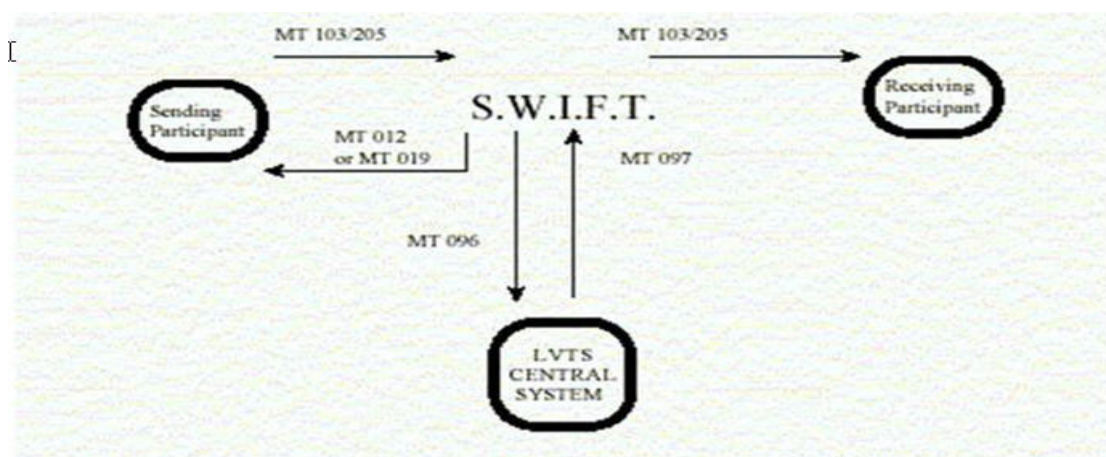 MT 103/205
MT 103/205
Sending
Participant
S.W.I.F.T.
Receiving
Participant
MT 012
or MT 019
MT 097
MT 096
LVTS
CENTRAL
SYSTEM